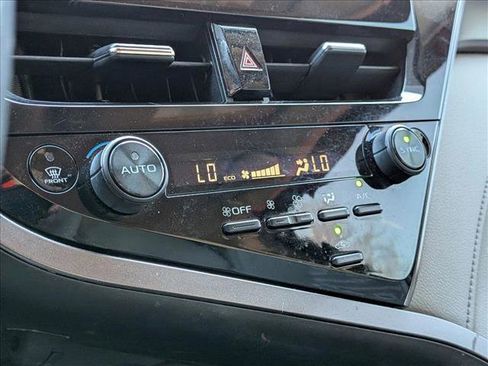 FRONT
AUTO
LO ECO LO
SYNC
OFF
A/C